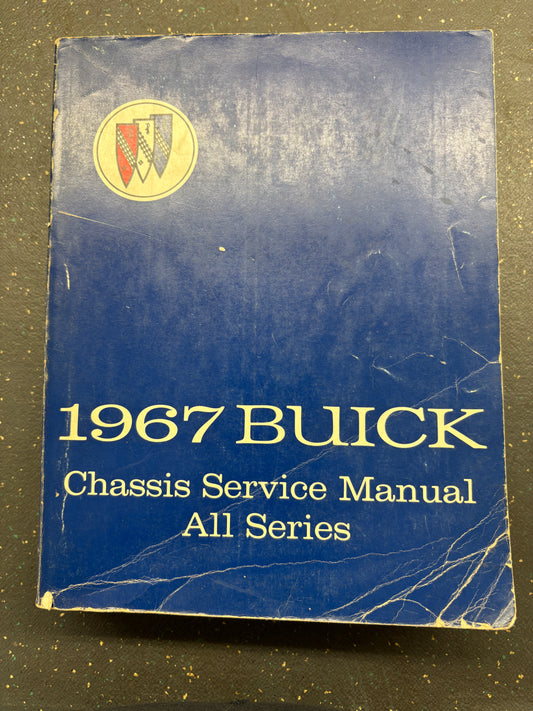 1967 BUICK
Chassis Service Manual
All Series